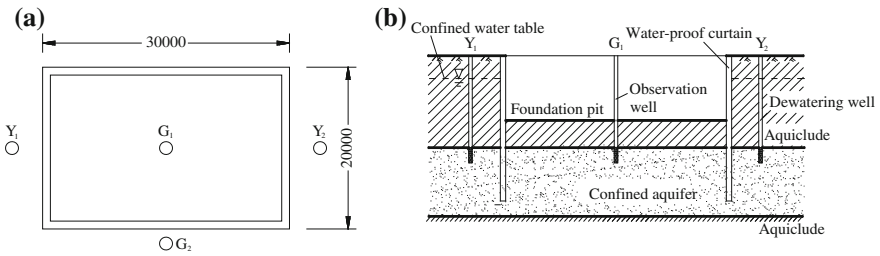 (a)
30000
Y1
G1
Y2
20000
G2
(b)
Confined water table
Y1
G1
Water-proof curtain
Y2
Observation
well
Foundation pit
Dewatering well
Aquiclude
Confined aquifer
Aquiclude